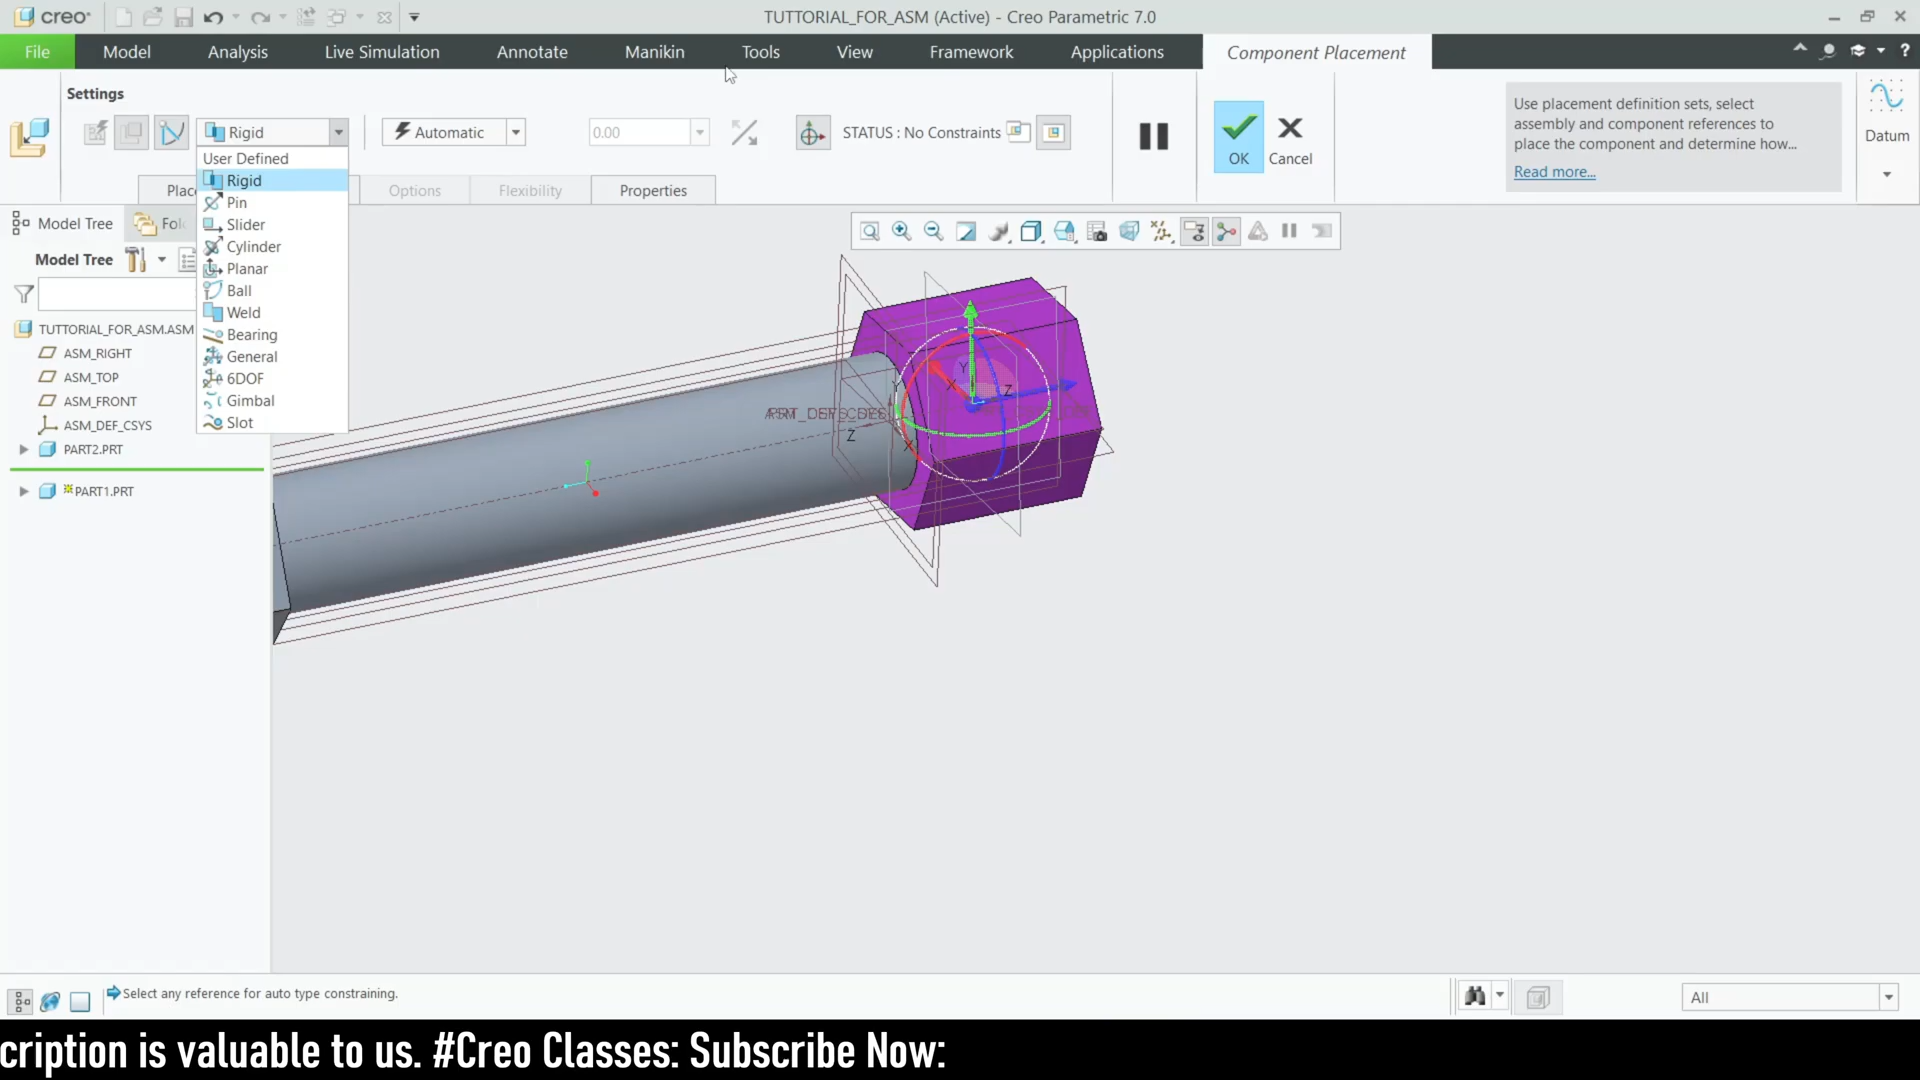 creo
TUTTORIAL_FOR_ASM (Active) - Creo Parametric 7.0
File
Model
Analysis
Live Simulation
Annotate
Manikin
Tools
View
Framework
Applications
Component Placement
Settings
Rigid
Automatic
0.00
STATUS : No Constraints
OK
Cancel
Use placement definition sets, select
assembly and component references to
place the component and determine how...
Read more...
Datum
Options
Flexibility
Properties
User Defined
Rigid
Pin
Slider
Cylinder
Planar
Ball
Weld
Bearing
General
6DOF
Gimbal
Slot
Model Tree
Model Tree
TUTTORIAL_FOR_ASM.ASM
ASM_RIGHT
ASM_TOP
ASM_FRONT
ASM_DEF_CSYS
PART2.PRT
PART1.PRT
Y
X
Z
Z
X
Select any reference for auto type constraining.
All
cription is valuable to us. #Creo Classes: Subscribe Now: